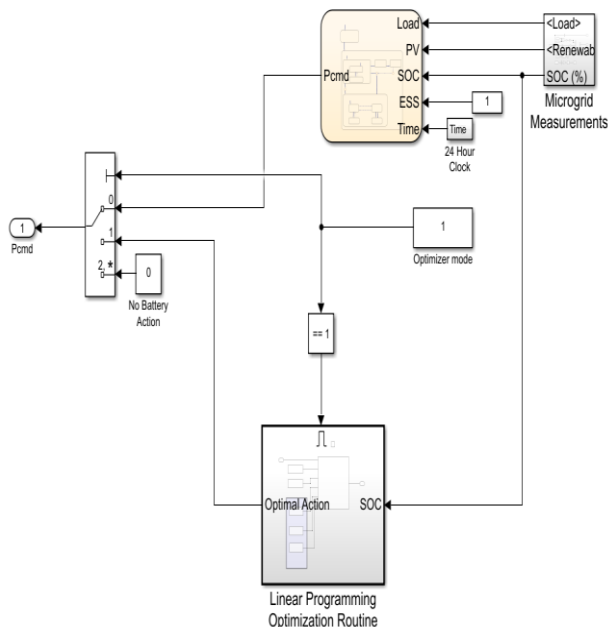 Load
<Load>
PV
<Renewab
Pcmd
SOC
SOC (%)
ESS
1
Time
Time
Microgrid
Measurements
24 Hour
Clock
0
1
Pcmd
1
1
Optimizer mode
2, *
0
No Battery
Action
== 1
Optimal Action
SOC
Linear Programming
Optimization Routine